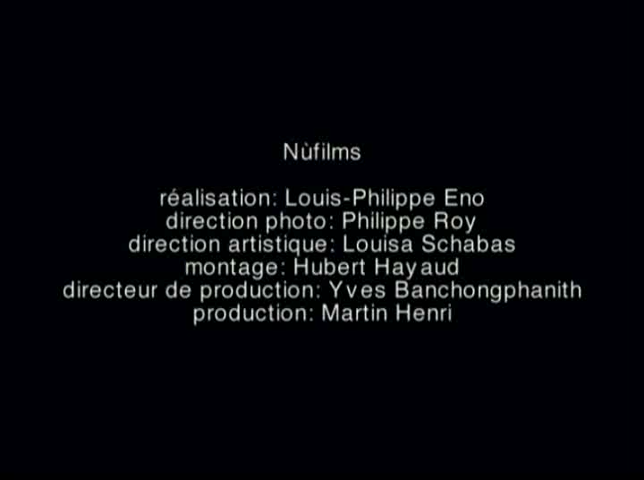 Nùfilms
réalisation: Louis-Philippe Eno
direction photo: Philippe Roy
direction artistique: Louisa Schabas
montage: Hubert Hayaud
directeur de production: Yves Banchongphanith
production: Martin Henri